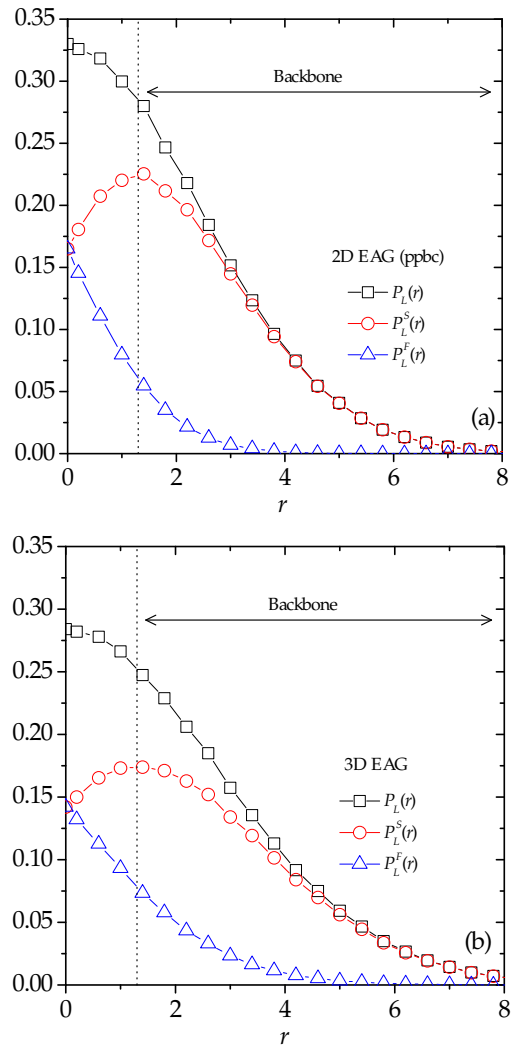 0.35
0.30
0.25
0.20
0.15
0.10
0.05
0.00
Backbone
2D EAG (ppbc)
P_L(r)
P_L^S(r)
P_L^F(r)
(a)
0 2 4 6 8
r
0.35
0.30
0.25
0.20
0.15
0.10
0.05
0.00
Backbone
3D EAG
P_L(r)
P_L^S(r)
P_L^F(r)
(b)
0 2 4 6 8
r